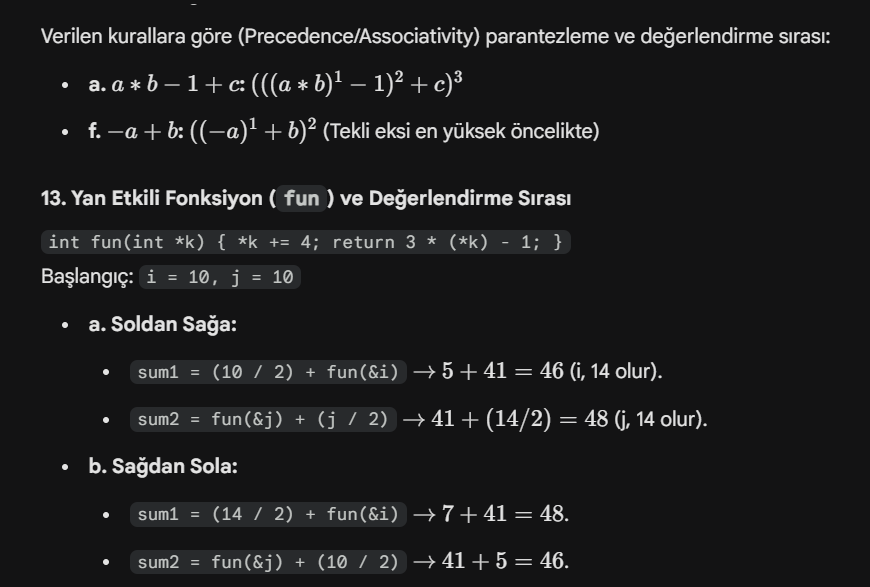 Verilen kurallara göre (Precedence/Associativity) parantezleme ve değerlendirme sırası:
• a. a ∗ b − 1 + c: (((a ∗ b)¹ − 1)² + c)³
• f. −a + b: ((−a)¹ + b)² (Tekli eksi en yüksek öncelikte)
13. Yan Etkili Fonksiyon ( fun ) ve Değerlendirme Sırası
int fun(int *k) { *k += 4; return 3 * (*k) - 1; }
Başlangıç: i = 10, j = 10
• a. Soldan Sağa:
• sum1 = (10 / 2) + fun(&i) → 5 + 41 = 46 (i, 14 olur).
• sum2 = fun(&j) + (j / 2) → 41 + (14/2) = 48 (j, 14 olur).
• b. Sağdan Sola:
• sum1 = (14 / 2) + fun(&i) → 7 + 41 = 48.
• sum2 = fun(&j) + (10 / 2) → 41 + 5 = 46.